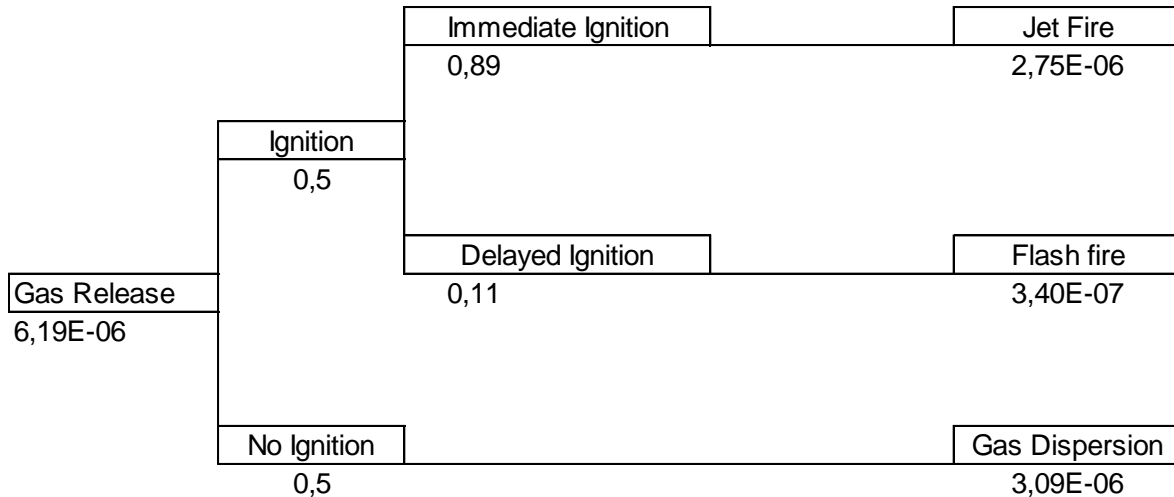 Immediate Ignition
Jet Fire
0,89
2,75E-06
Ignition
0,5
Delayed Ignition
Flash fire
0,11
3,40E-07
Gas Release
6,19E-06
No Ignition
Gas Dispersion
0,5
3,09E-06